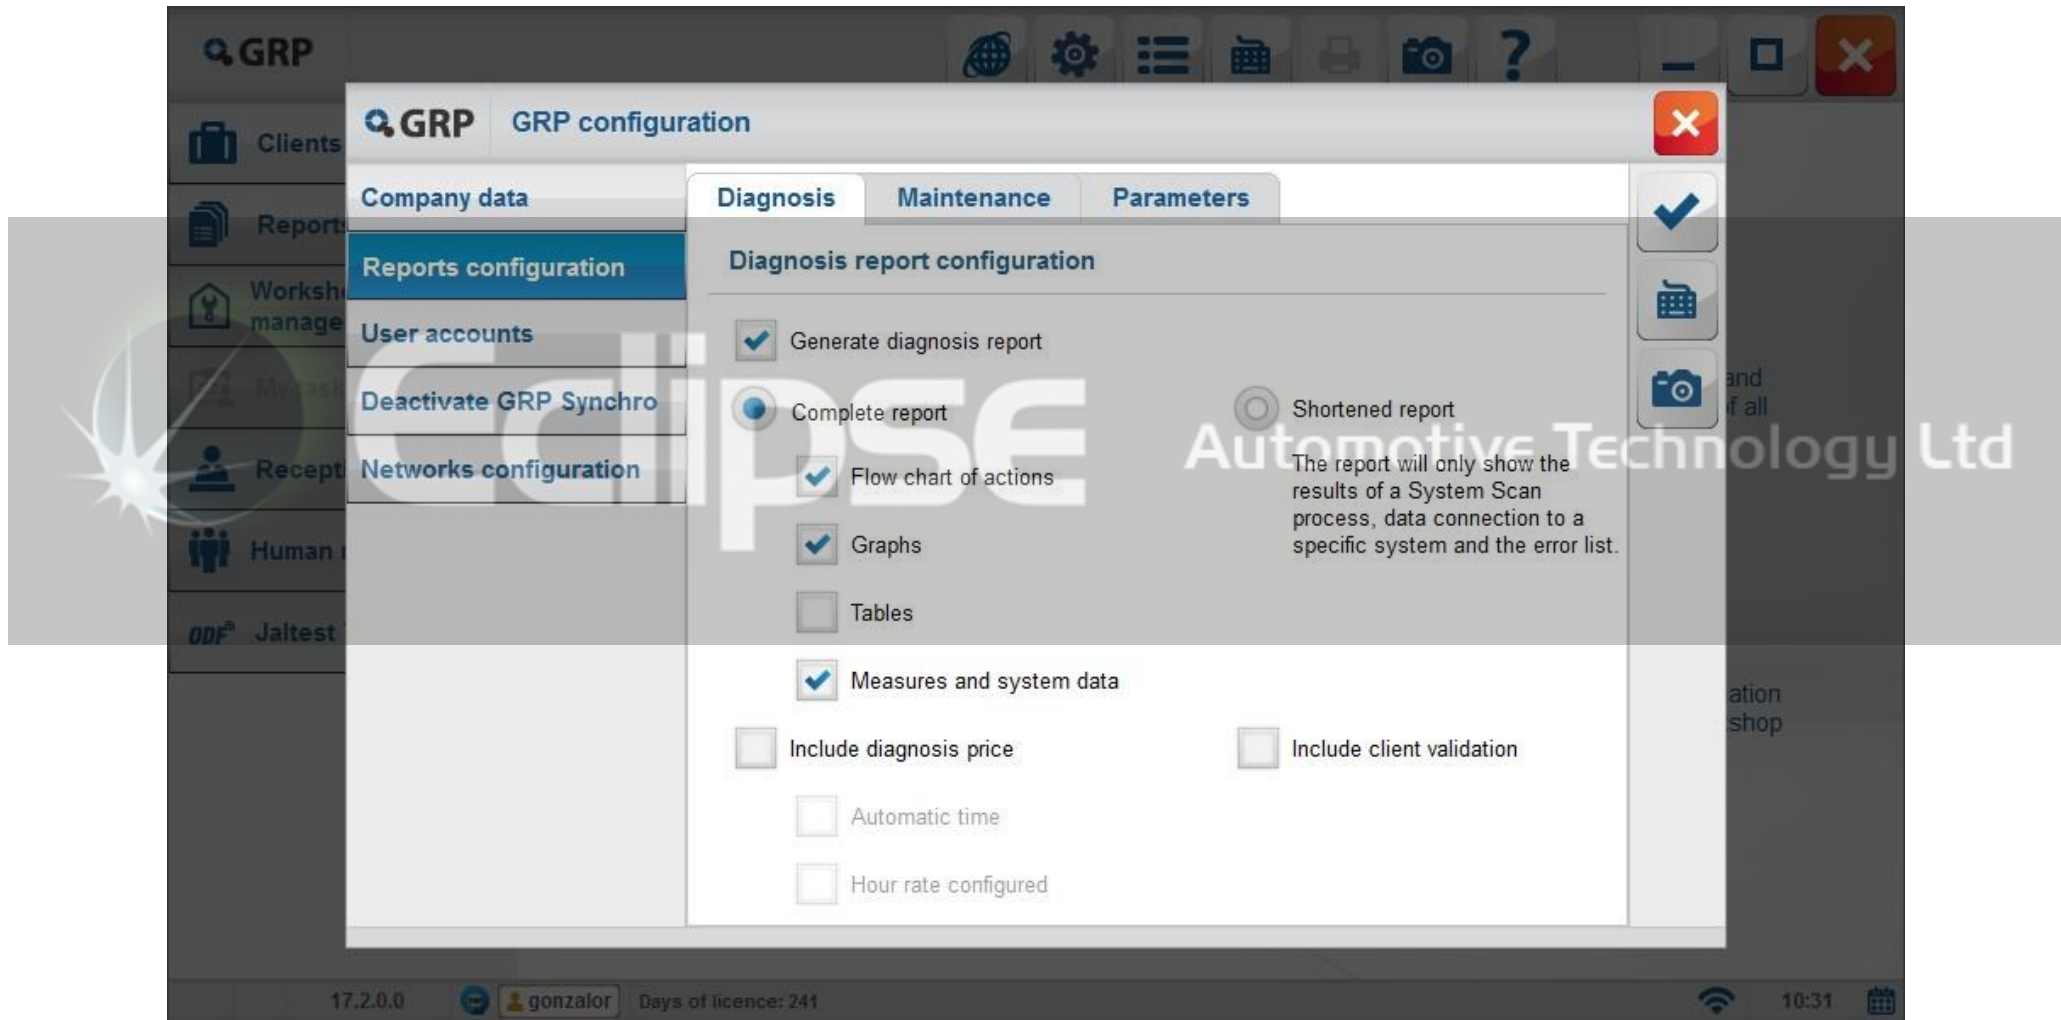 GRP
GRP GRP configuration
Clients
Reports
Worksh
manage
My task
Recept
Human
ODF Jaltest
Company data
Reports configuration
User accounts
Deactivate GRP Synchro
Networks configuration
Diagnosis Maintenance Parameters
Diagnosis report configuration
Generate diagnosis report
Complete report
Flow chart of actions
Graphs
Tables
Measures and system data
Include diagnosis price
Automatic time
Hour rate configured
Shortened report
The report will only show the
results of a System Scan
process, data connection to a
specific system and the error list.
Include client validation
and
f all
ation
shop
Eclipse
Automotive Technology Ltd
17.2.0.0 gonzalor Days of licence: 241 10:31